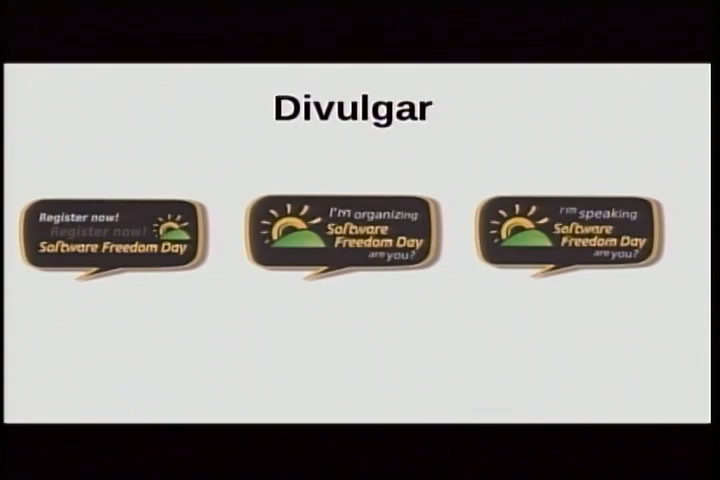 Divulgar
Register now!
Register now!
Software Freedom Day
I'm organizing
Software
Freedom Day
are you?
I'm speaking
Software
Freedom Day
are you?